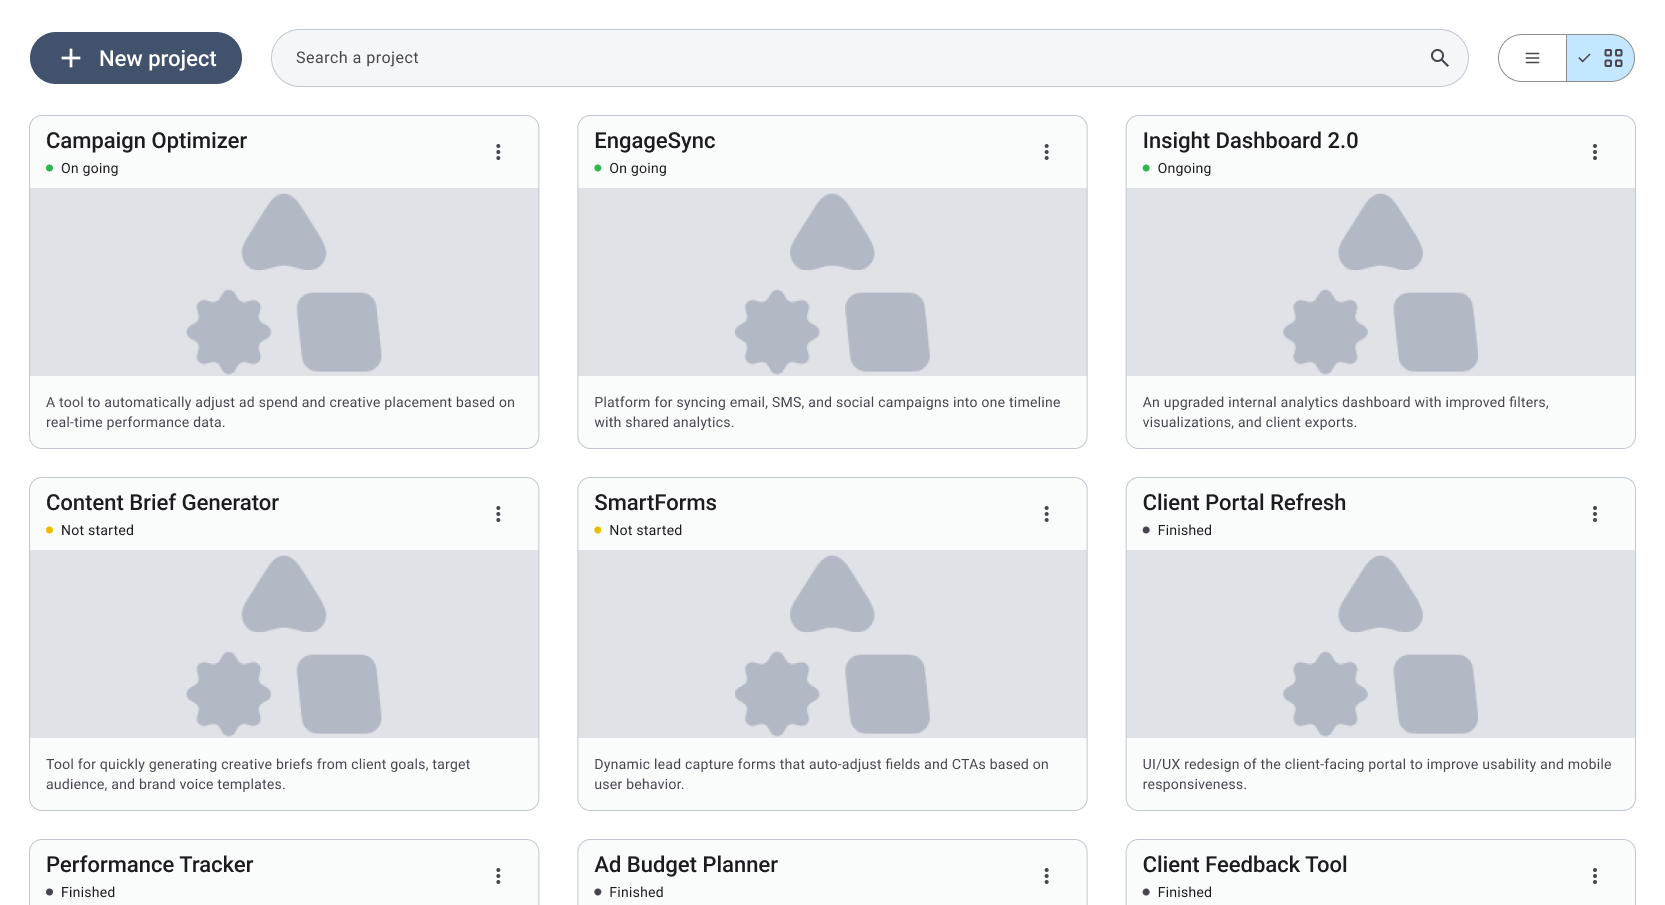 New project
Search a project
Campaign Optimizer
On going
A tool to automatically adjust ad spend and creative placement based on
real-time performance data.
EngageSync
On going
Platform for syncing email, SMS, and social campaigns into one timeline
with shared analytics.
Insight Dashboard 2.0
Ongoing
An upgraded internal analytics dashboard with improved filters,
visualizations, and client exports.
Content Brief Generator
Not started
Tool for quickly generating creative briefs from client goals, target
audience, and brand voice templates.
SmartForms
Not started
Dynamic lead capture forms that auto-adjust fields and CTAs based on
user behavior.
Client Portal Refresh
Finished
UI/UX redesign of the client-facing portal to improve usability and mobile
responsiveness.
Performance Tracker
Finished
Ad Budget Planner
Finished
Client Feedback Tool
Finished